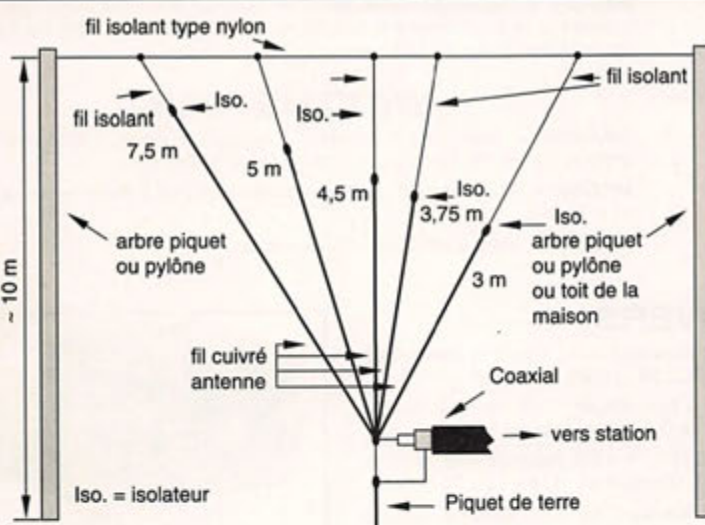 fil isolant type nylon
fil isolant
Iso.
Iso.
fil isolant
7,5 m
5 m
4,5 m
Iso.
3,75 m
Iso.
3 m
arbre piquet
ou pylône
arbre piquet
ou pylône
ou toit de la
maison
~ 10 m
fil cuivré
antenne
Coaxial
vers station
Iso. = isolateur
Piquet de terre